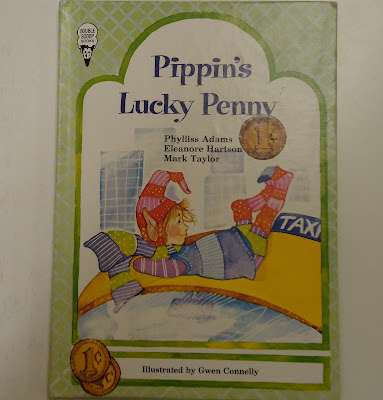 DOUBLE
SCOOP
BOOKS
Pippin's
Lucky Penny
Phylliss Adams
Eleanore Hartson
Mark Taylor
1¢
TAXI
1¢
Illustrated by Gwen Connelly